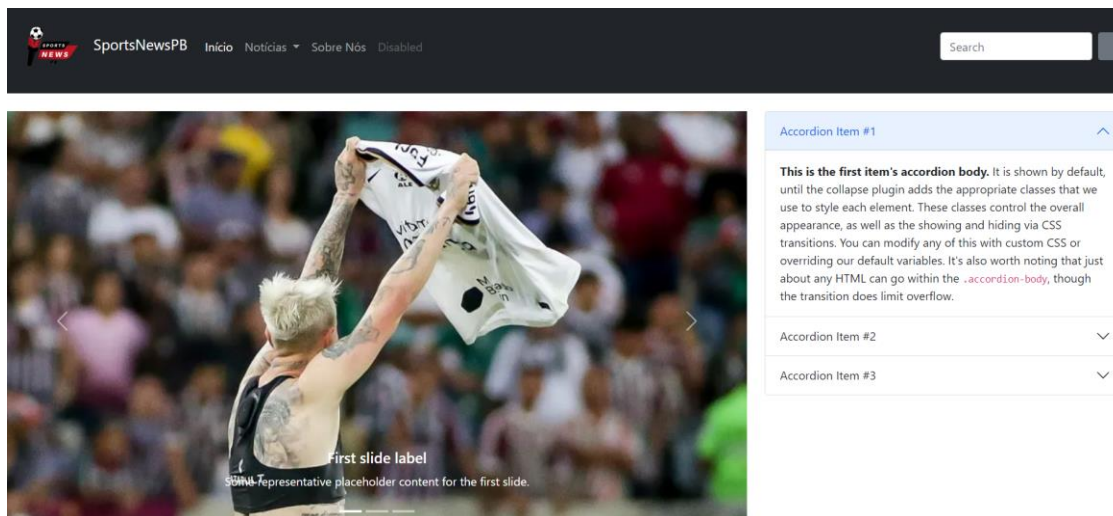 SPORTS
NEWS
SportsNewsPB
Início Notícias Sobre Nós Disabled
Search
First slide label
Some representative placeholder content for the first slide.
Accordion Item #1
This is the first item's accordion body. It is shown by default,
until the collapse plugin adds the appropriate classes that we
use to style each element. These classes control the overall
appearance, as well as the showing and hiding via CSS
transitions. You can modify any of this with custom CSS or
overriding our default variables. It's also worth noting that just
about any HTML can go within the .accordion-body, though
the transition does limit overflow.
Accordion Item #2
Accordion Item #3